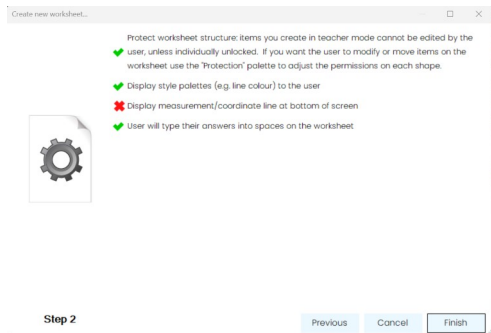 Create new worksheet...
Protect worksheet structure: items you create in teacher mode cannot be edited by the
user, unless individually unlocked. If you want the user to modify or move items on the
worksheet use the "Protection" palette to adjust the permissions on each shape.
Display style palettes (e.g. line colour) to the user
Display measurement/coordinate line at bottom of screen
User will type their answers into spaces on the worksheet
Step 2
Previous
Cancel
Finish